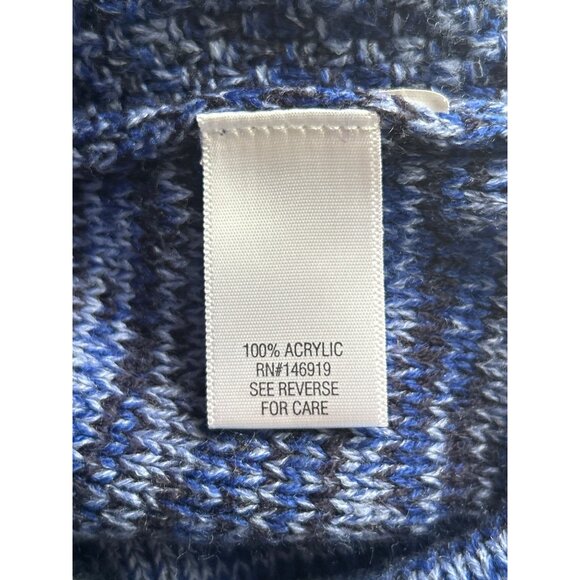 100% ACRYLIC
RN#146919
SEE REVERSE
FOR CARE